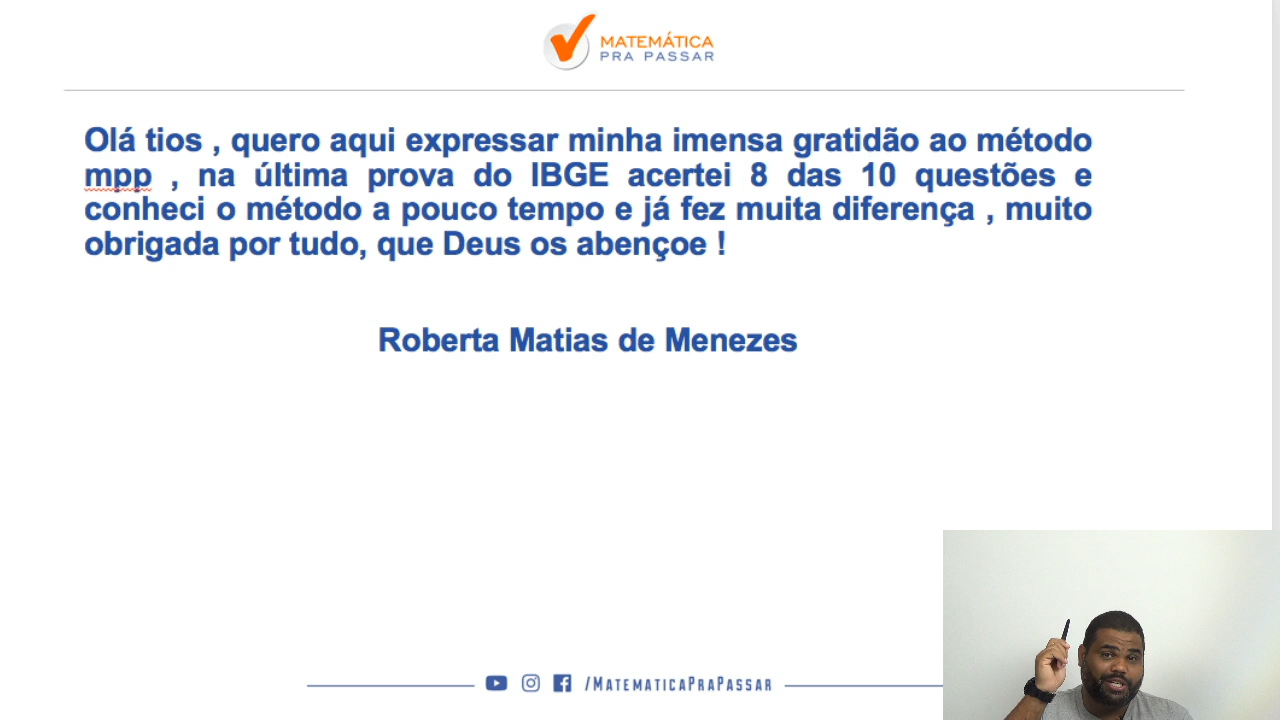 MATEMÁTICA
PRA PASSAR
Olá tios , quero aqui expressar minha imensa gratidão ao método
mpp , na última prova do IBGE acertei 8 das 10 questões e
conheci o método a pouco tempo e já fez muita diferença , muito
obrigada por tudo, que Deus os abençoe !
Roberta Matias de Menezes
/MATEMATICAPRAPASSAR